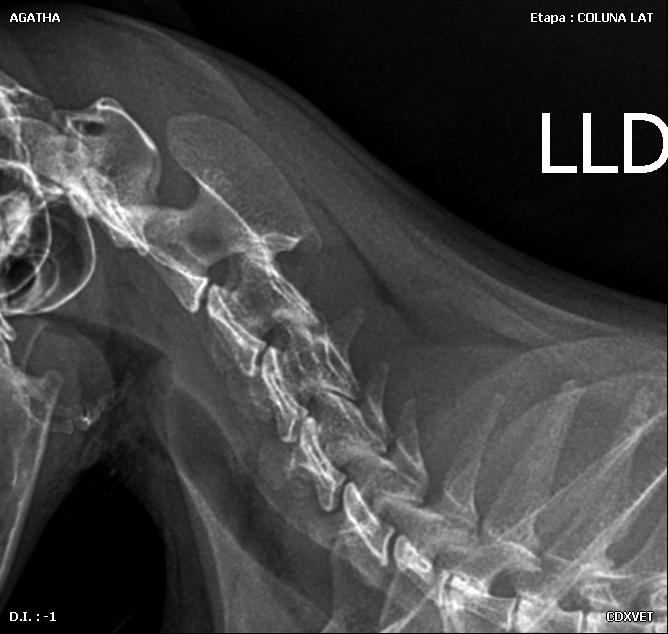 AGATHA
Etapa : COLUNA LAT
LLD
D.I. : -1
CDXVET